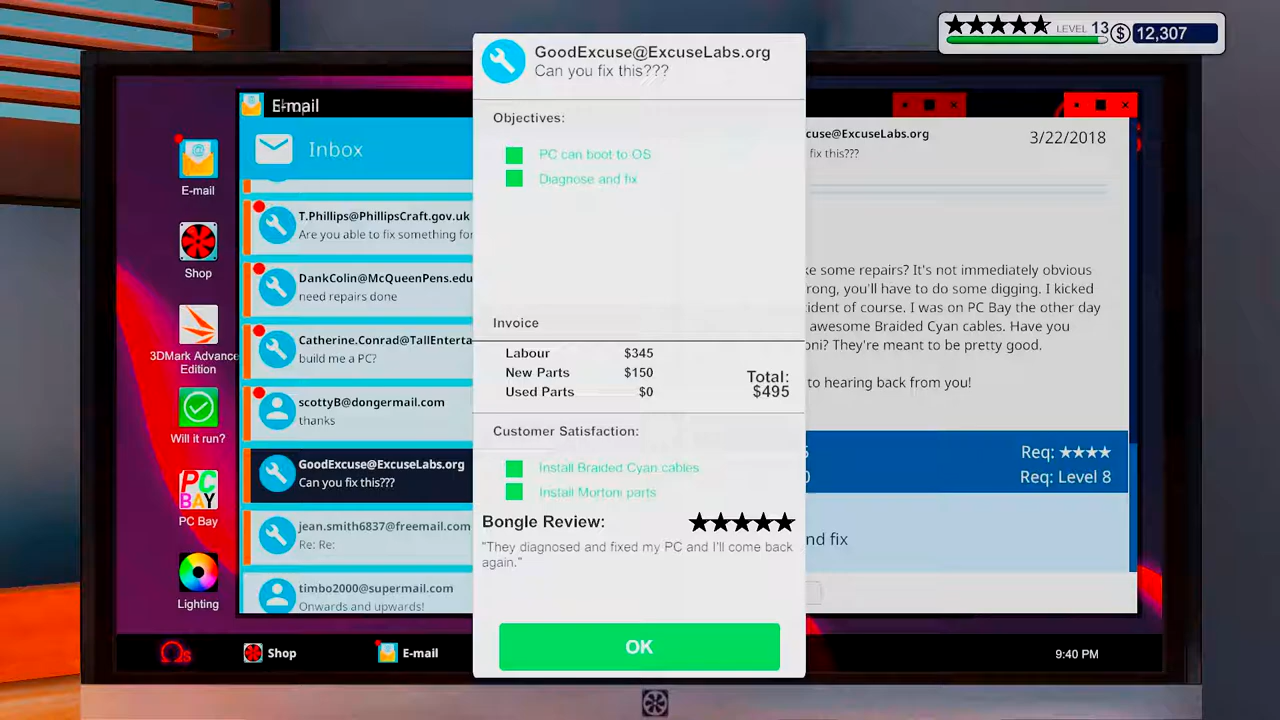 LEVEL 13
$ 12,307
GoodExcuse@ExcuseLabs.org
Can you fix this???
Objectives:
PC can boot to OS
Diagnose and fix
Invoice
Labour $345
New Parts $150
Used Parts $0
Total:
$495
Customer Satisfaction:
Install Braided Cyan cables
Install Mortoni parts
Bongle Review:
"They diagnosed and fixed my PC and I'll come back
again."
OK
E-mail
Shop
3DMark Advance
Edition
Will it run?
PC
BAY
PC Bay
Lighting
E-mail
Inbox
T.Phillips@PhillipsCraft.gov.uk
Are you able to fix something for
DankColin@McQueenPens.edu
need repairs done
Catherine.Conrad@TallEnterta
build me a PC?
scottyB@dongermail.com
thanks
GoodExcuse@ExcuseLabs.org
Can you fix this???
jean.smith6837@freemail.com
Re: Re:
timbo2000@supermail.com
Onwards and upwards!
cuse@ExcuseLabs.org
fix this???
3/22/2018
ke some repairs? It's not immediately obvious
rong, you'll have to do some digging. I kicked
ident of course. I was on PC Bay the other day
awesome Braided Cyan cables. Have you
oni? They're meant to be pretty good.
to hearing back from you!
Req: ★★★★
Req: Level 8
nd fix
Shop
E-mail
9:40 PM